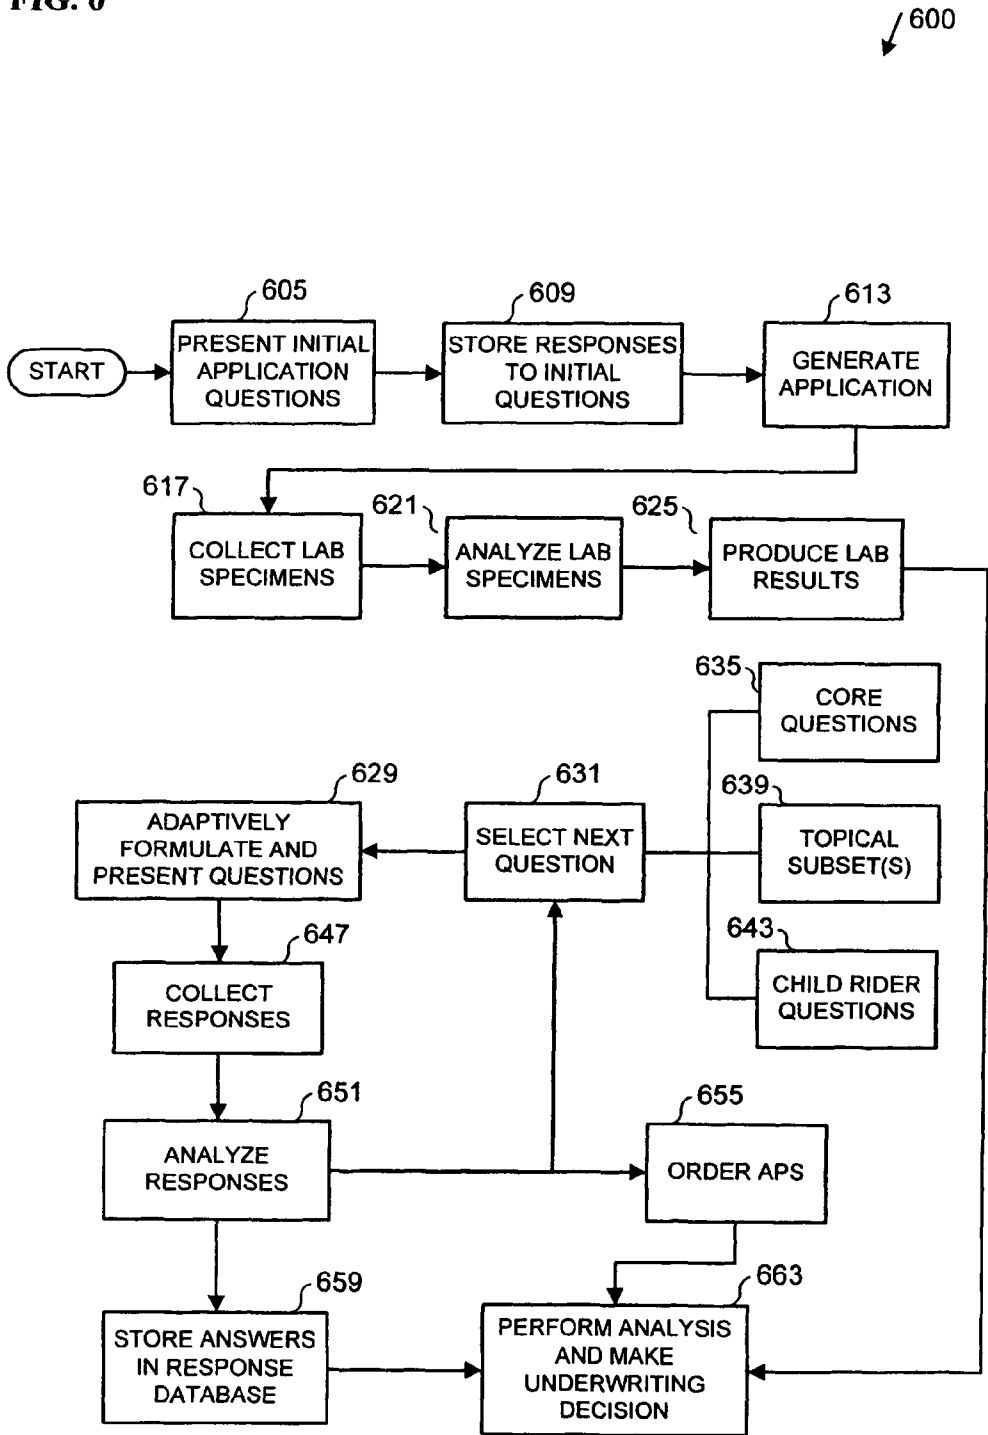 FIG. 6
600
605
609
613
START
PRESENT INITIAL
APPLICATION
QUESTIONS
STORE RESPONSES
TO INITIAL
QUESTIONS
GENERATE
APPLICATION
617
621
625
COLLECT LAB
SPECIMENS
ANALYZE LAB
SPECIMENS
PRODUCE LAB
RESULTS
635
CORE
QUESTIONS
629
631
639
ADAPTIVELY
FORMULATE AND
PRESENT QUESTIONS
SELECT NEXT
QUESTION
TOPICAL
SUBSET(S)
647
643
COLLECT
RESPONSES
CHILD RIDER
QUESTIONS
651
655
ANALYZE
RESPONSES
ORDER APS
659
663
STORE ANSWERS
IN RESPONSE
DATABASE
PERFORM ANALYSIS
AND MAKE
UNDERWRITING
DECISION